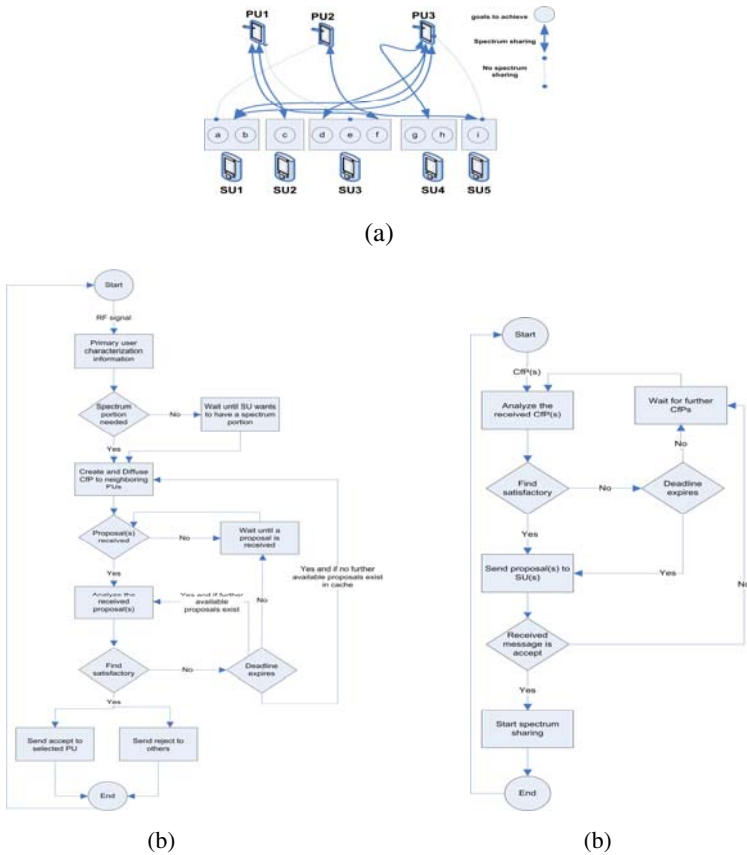 PU1 PU2 PU3
goals to achieve
Spectrum sharing
No spectrum
sharing
a b c d e f g h i
SU1 SU2 SU3 SU4 SU5
(a)
Start
RF signal
Primary user
characterization
information
Spectrum
portion
needed
No
Wait until SU wants
to have a spectrum
portion
Yes
Create and Diffuse
CfP to neighboring
PUs
Proposal(s)
received
No
Wait until a
proposal is
received
Yes
Analyze the
received
proposal(s)
Yes and if further
available
proposals exist
No
Yes and if no further
available proposals exist
in cache
Find
satisfactory
No
Deadline
expires
Yes
Send accept to
selected PU
Send reject to
others
End
(b)
Start
CfP(s)
Analyze the
received CfP(s)
Wait for further
CfPs
No
Find
satisfactory
No
Deadline
expires
Yes
Yes
Send proposal(s) to
SU(s)
No
Received
message is
accept
Yes
Start spectrum
sharing
End
(b)